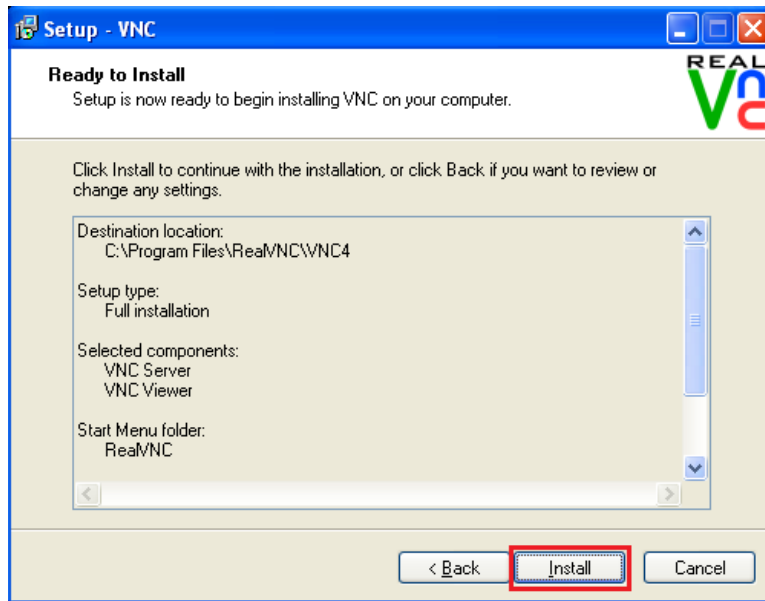 Setup - VNC
Ready to Install
Setup is now ready to begin installing VNC on your computer.
REAL
VNC
Click Install to continue with the installation, or click Back if you want to review or
change any settings.
Destination location:
C:\Program Files\RealVNC\VNC4
Setup type:
Full installation
Selected components:
VNC Server
VNC Viewer
Start Menu folder:
RealVNC
< Back
Install
Cancel